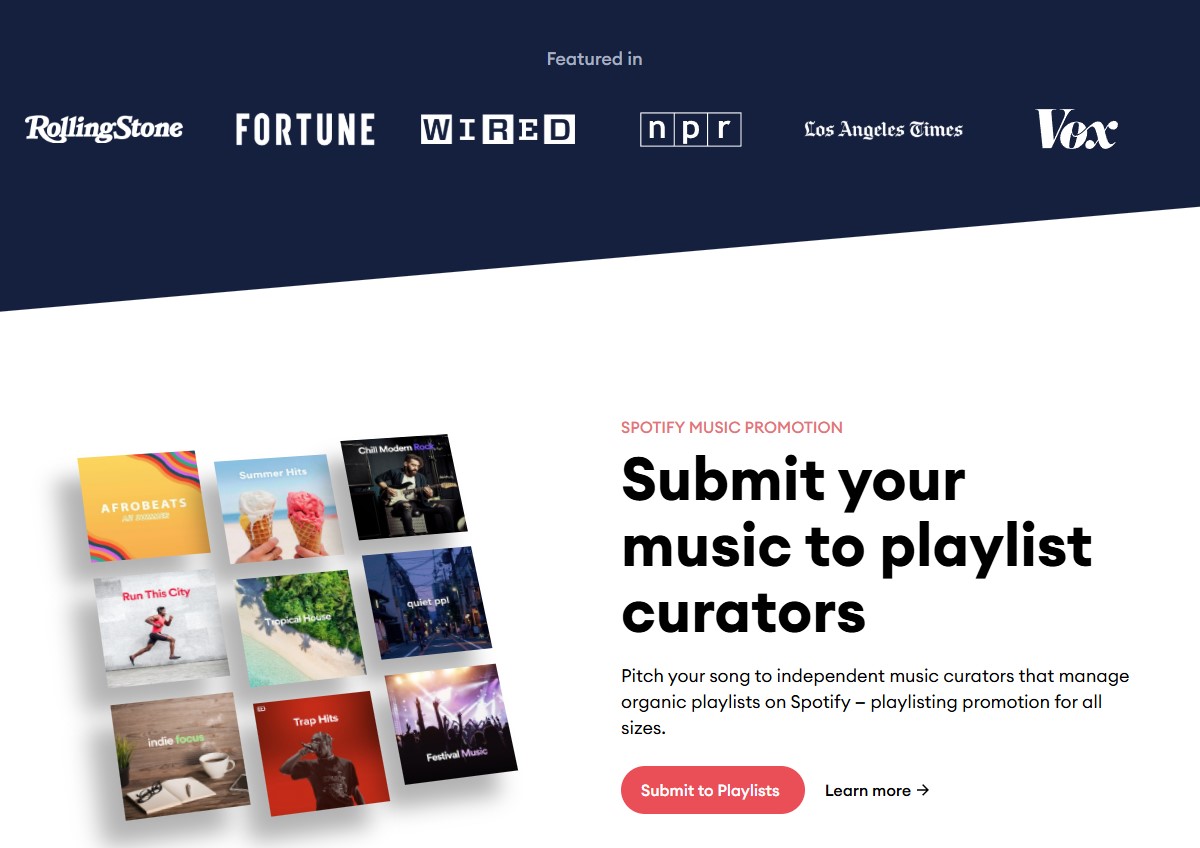 Featured in
RollingStone
FORTUNE
WIRED
npr
Los Angeles Times
Vox
SPOTIFY MUSIC PROMOTION
Submit your
music to playlist
curators
Pitch your song to independent music curators that manage
organic playlists on Spotify – playlisting promotion for all
sizes.
Submit to Playlists
Learn more →
AFROBEATS
Summer Hits
Chill Modern Rock
Run This City
Tropical House
quiet ppl
indie focus
Trap Hits
Festival Music